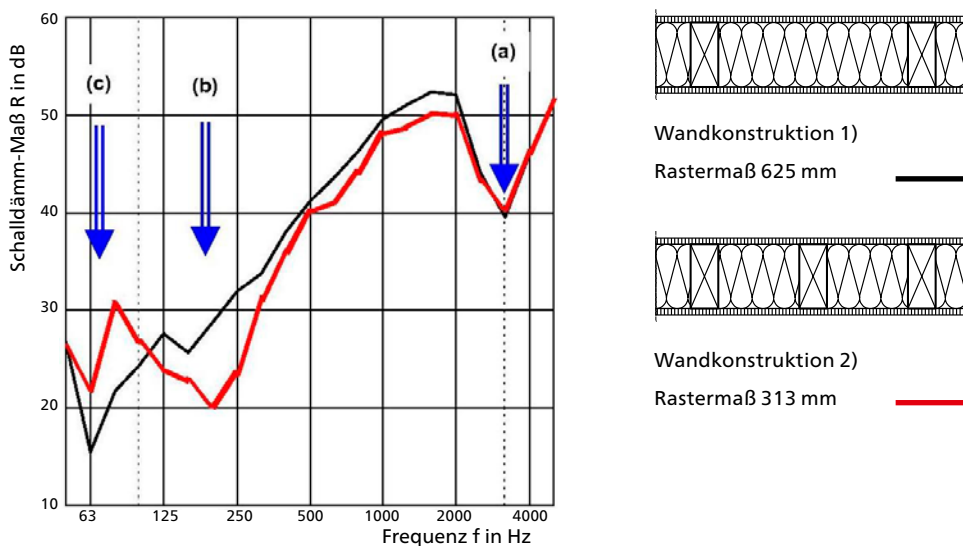 Schalldämm-Maß R in dB
60
50
40
30
20
10
(c)
(b)
(a)
63
125
250
500
1000
2000
4000
Frequenz f in Hz
Wandkonstruktion 1)
Rastermaß 625 mm
Wandkonstruktion 2)
Rastermaß 313 mm